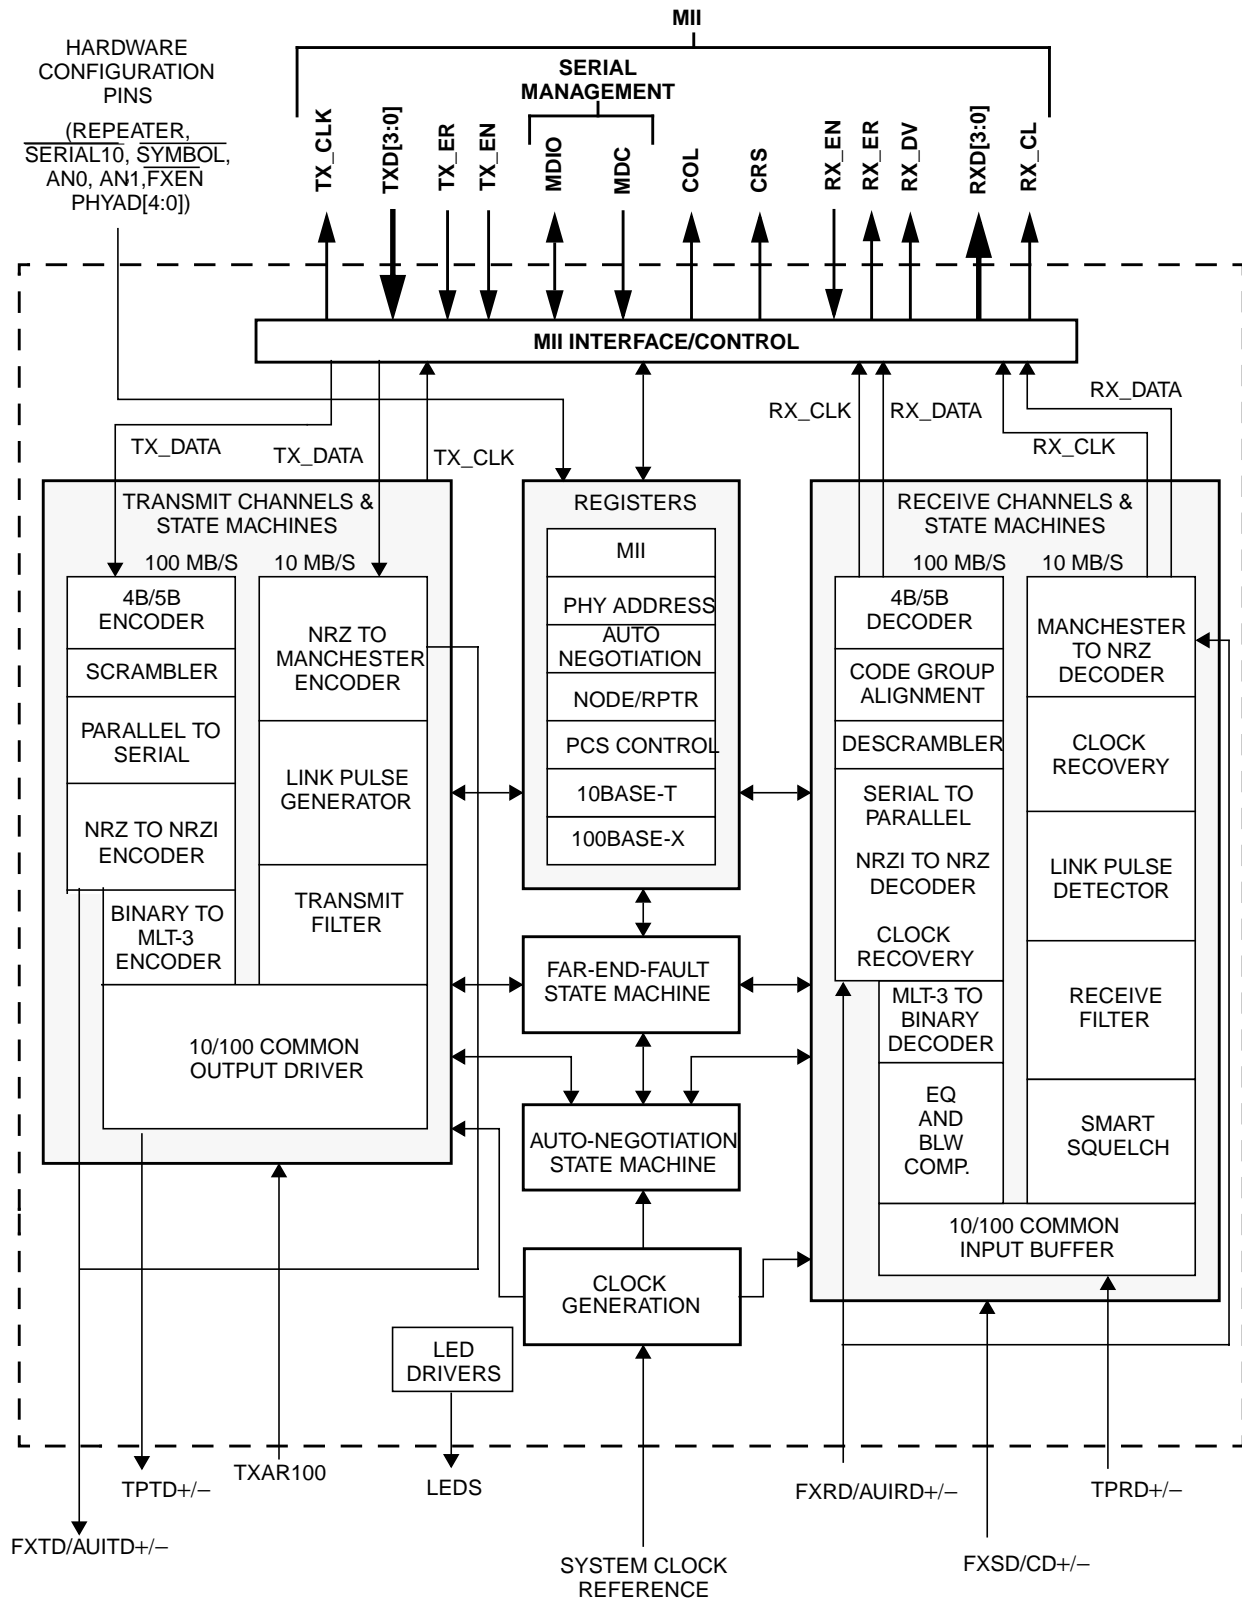 MII
HARDWARE
CONFIGURATION
PINS
(REPEATER,
SERIAL10, SYMBOL,
AN0, AN1,FXEN
PHYAD[4:0])
SERIAL
MANAGEMENT
TX_CLK
TXD[3:0]
TX_ER
TX_EN
MDIO
MDC
COL
CRS
RX_EN
RX_ER
RX_DV
RXD[3:0]
RX_CL
MII INTERFACE/CONTROL
TX_DATA
TX_DATA
TX_CLK
RX_CLK
RX_DATA
RX_CLK
RX_DATA
TRANSMIT CHANNELS &
STATE MACHINES
100 MB/S
10 MB/S
4B/5B
ENCODER
SCRAMBLER
PARALLEL TO
SERIAL
NRZ TO NRZI
ENCODER
BINARY TO
MLT-3
ENCODER
NRZ TO
MANCHESTER
ENCODER
LINK PULSE
GENERATOR
TRANSMIT
FILTER
10/100 COMMON
OUTPUT DRIVER
REGISTERS
MII
PHY ADDRESS
AUTO
NEGOTIATION
NODE/RPTR
PCS CONTROL
10BASE-T
100BASE-X
FAR-END-FAULT
STATE MACHINE
AUTO-NEGOTIATION
STATE MACHINE
CLOCK
GENERATION
LED
DRIVERS
RECEIVE CHANNELS &
STATE MACHINES
100 MB/S
10 MB/S
4B/5B
DECODER
CODE GROUP
ALIGNMENT
DESCRAMBLER
SERIAL TO
PARALLEL
NRZI TO NRZ
DECODER
CLOCK
RECOVERY
MLT-3 TO
BINARY
DECODER
EQ
AND
BLW
COMP.
MANCHESTER
TO NRZ
DECODER
CLOCK
RECOVERY
LINK PULSE
DETECTOR
RECEIVE
FILTER
SMART
SQUELCH
10/100 COMMON
INPUT BUFFER
TPTD+/−
TXAR100
LEDS
FXRD/AUIRD+/−
TPRD+/−
FXTD/AUITD+/−
SYSTEM CLOCK
REFERENCE
FXSD/CD+/−